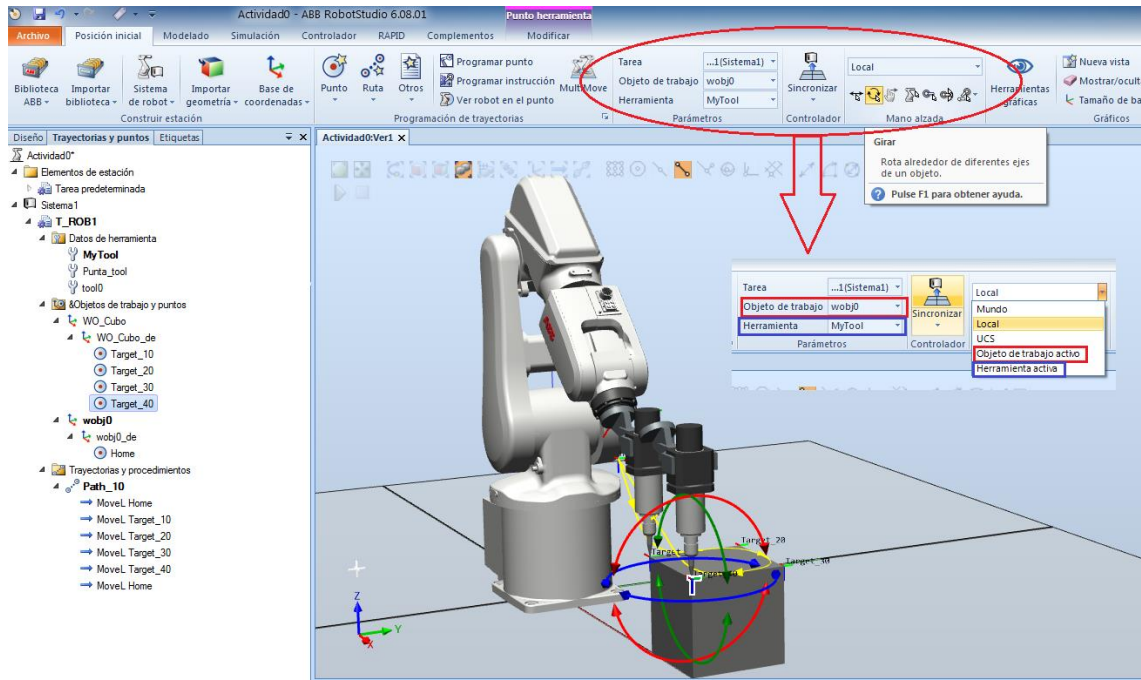 Actividad0 - ABB RobotStudio 6.08.01
Punto herramienta
Archivo Posición inicial Modelado Simulación Controlador RAPID Complementos Modificar
Biblioteca ABB
Importar biblioteca
Sistema de robot
Importar geometría
Base de coordenadas
Construir estación
Punto
Ruta
Otros
Programar punto
Programar instrucción
Ver robot en el punto
Programación de trayectorias
MultiMove
Tarea ...1(Sistema1)
Objeto de trabajo wobj0
Herramienta MyTool
Parámetros
Sincronizar
Controlador
Local
Mano alzada
Herramientas gráficas
Nueva vista
Mostrar/ocult
Tamaño de ba
Gráficos
Diseño Trayectorias y puntos Etiquetas
Actividad0:Ver1
Girar
Rota alrededor de diferentes ejes
de un objeto.
Pulse F1 para obtener ayuda.
Actividad0*
Elementos de estación
Tarea predeterminada
Sistema1
T_ROB1
Datos de herramienta
MyTool
Punta_tool
tool0
&Objetos de trabajo y puntos
WO_Cubo
WO_Cubo_de
Target_10
Target_20
Target_30
Target_40
wobj0
wobj0_de
Home
Trayectorias y procedimientos
Path_10
MoveL Home
MoveL Target_10
MoveL Target_20
MoveL Target_30
MoveL Target_40
MoveL Home
Tarea ...1(Sistema1)
Objeto de trabajo wobj0
Herramienta MyTool
Parámetros
Sincronizar
Controlador
Local
Mundo
Local
UCS
Objeto de trabajo activo
Herramienta activa
Target_20
Target_30
Target
Z
Y
X